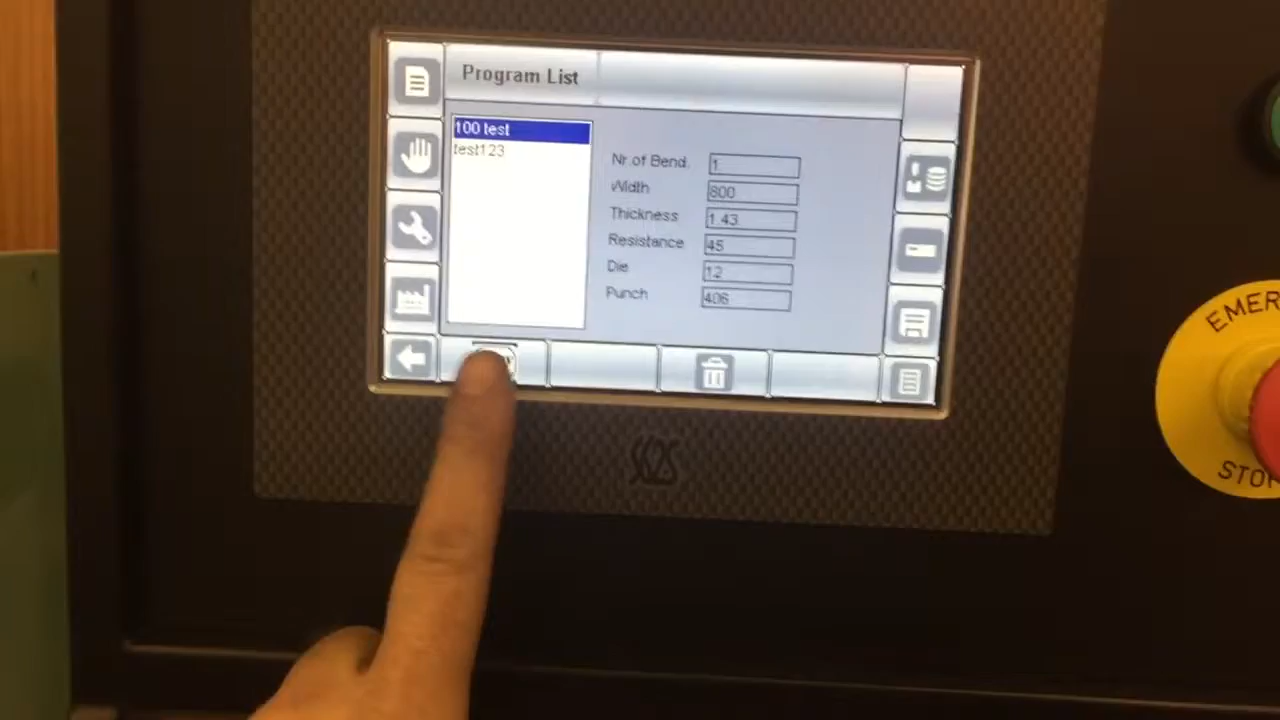 Program List
100 test
test123
Nr of Bend. 1
Width 800
Thickness 1.43
Resistance 45
Die 12
Punch 406
EMER
STOP